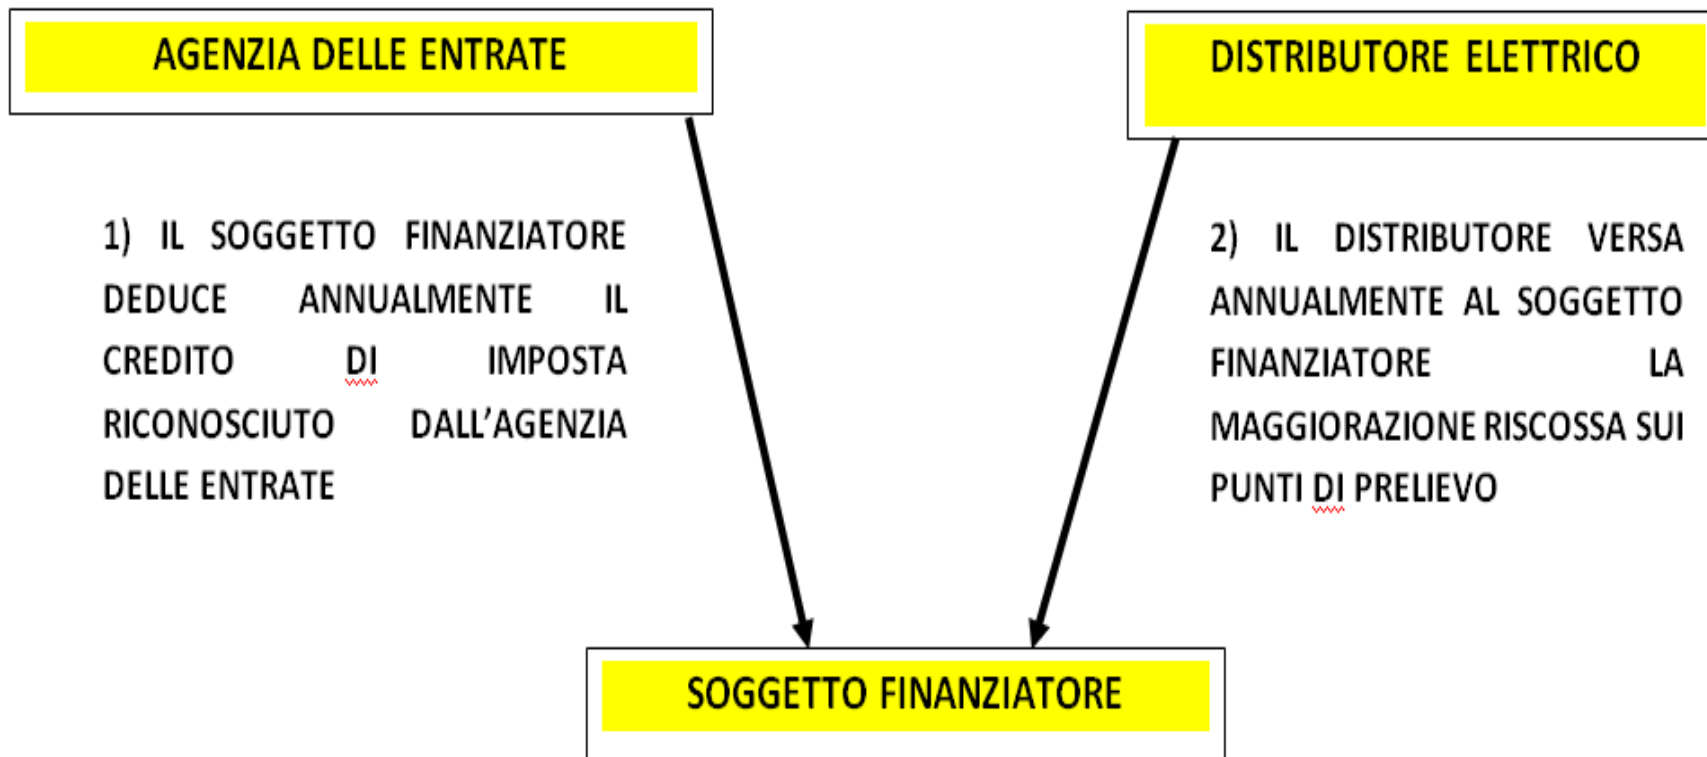 AGENZIA DELLE ENTRATE
DISTRIBUTORE ELETTRICO
1) IL SOGGETTO FINANZIATORE
DEDUCE ANNUALMENTE IL
CREDITO DI IMPOSTA
RICONOSCIUTO DALL'AGENZIA
DELLE ENTRATE
2) IL DISTRIBUTORE VERSA
ANNUALMENTE AL SOGGETTO
FINANZIATORE LA
MAGGIORAZIONE RISCOSSA SUI
PUNTI DI PRELIEVO
SOGGETTO FINANZIATORE